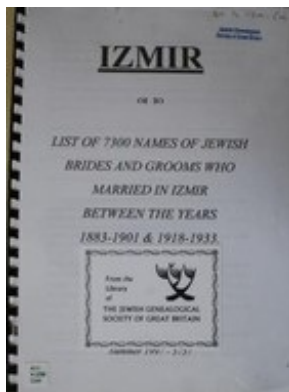 IZMIR
LIST OF 7300 NAMES OF JEWISH
BRIDES AND GROOMS WHO
MARRIED IN IZMIR
BETWEEN THE YEARS
1883-1901 & 1918-1933.
From the
Library
of
THE JEWISH GENEALOGICAL
SOCIETY OF GREAT BRITAIN